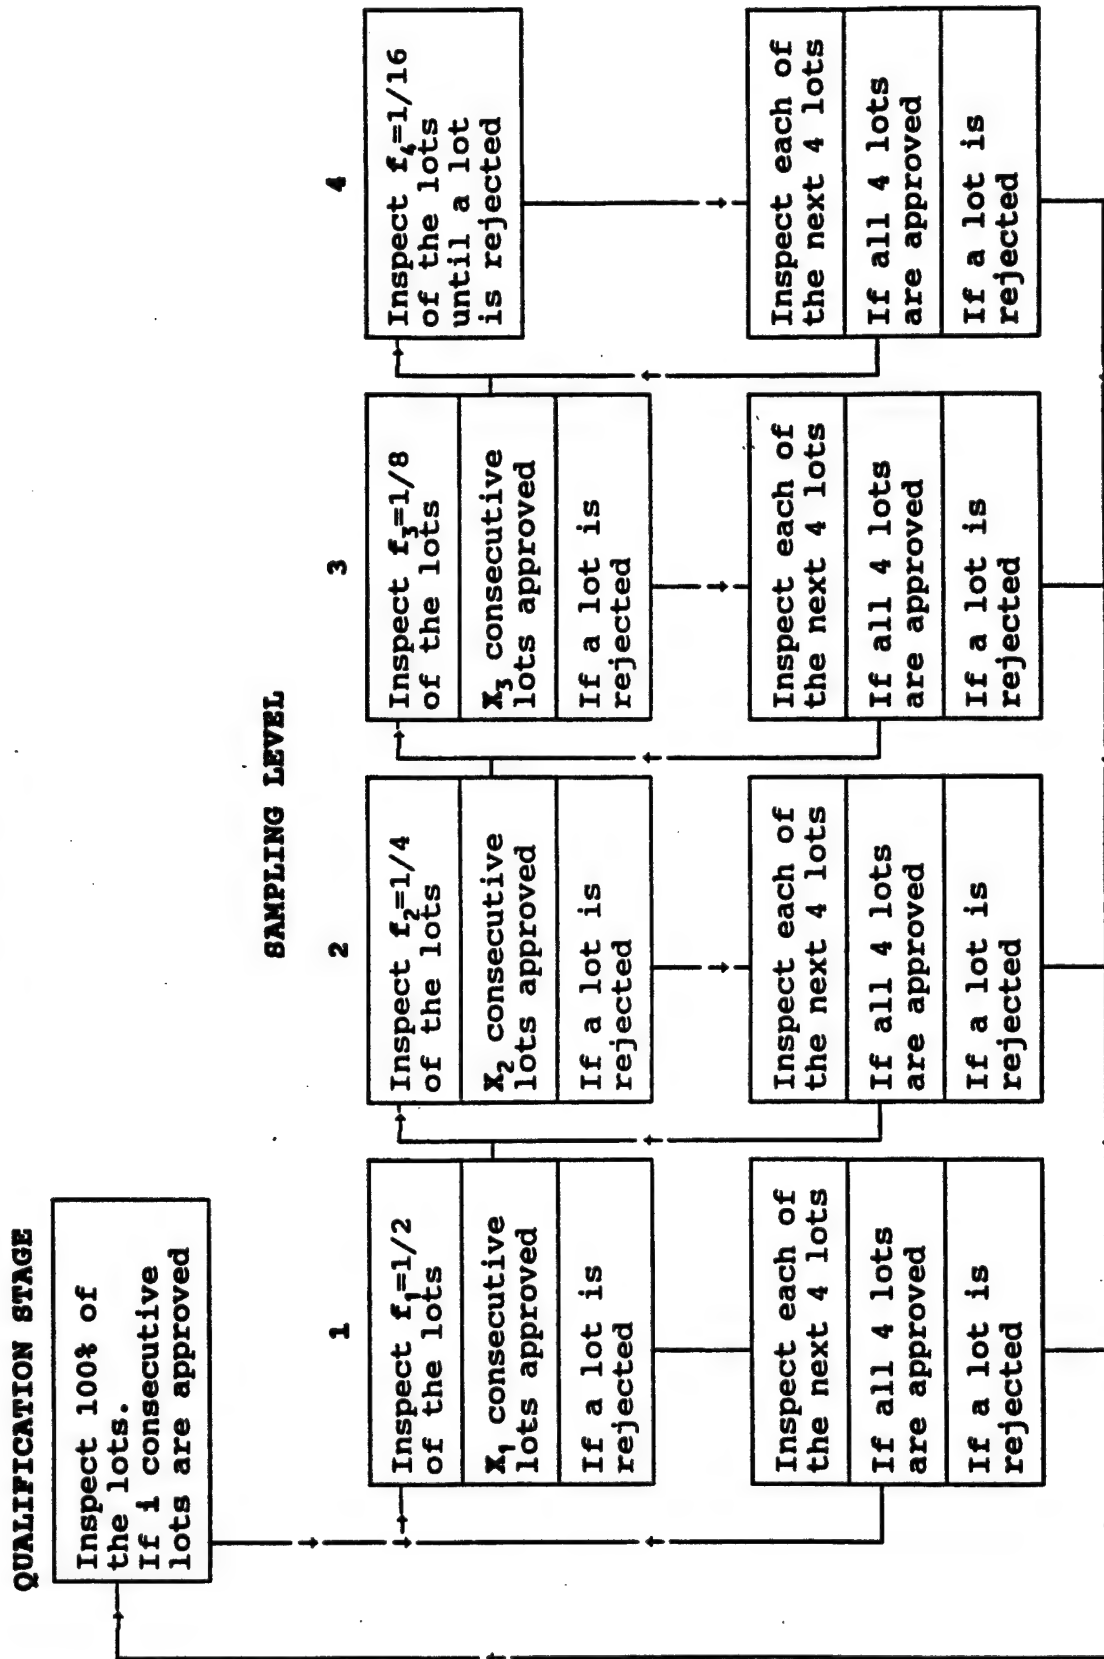 QUALIFICATION STAGE
Inspect 100% of
the lots.
If i consecutive
lots are approved
SAMPLING LEVEL
1
Inspect f₁=1/2
of the lots
X₁ consecutive
lots approved
If a lot is
rejected
Inspect each of
the next 4 lots
If all 4 lots
are approved
If a lot is
rejected
2
Inspect f₂=1/4
of the lots
X₂ consecutive
lots approved
If a lot is
rejected
Inspect each of
the next 4 lots
If all 4 lots
are approved
If a lot is
rejected
3
Inspect f₃=1/8
of the lots
X₃ consecutive
lots approved
If a lot is
rejected
Inspect each of
the next 4 lots
If all 4 lots
are approved
If a lot is
rejected
4
Inspect f₄=1/16
of the lots
until a lot
is rejected
Inspect each of
the next 4 lots
If all 4 lots
are approved
If a lot is
rejected